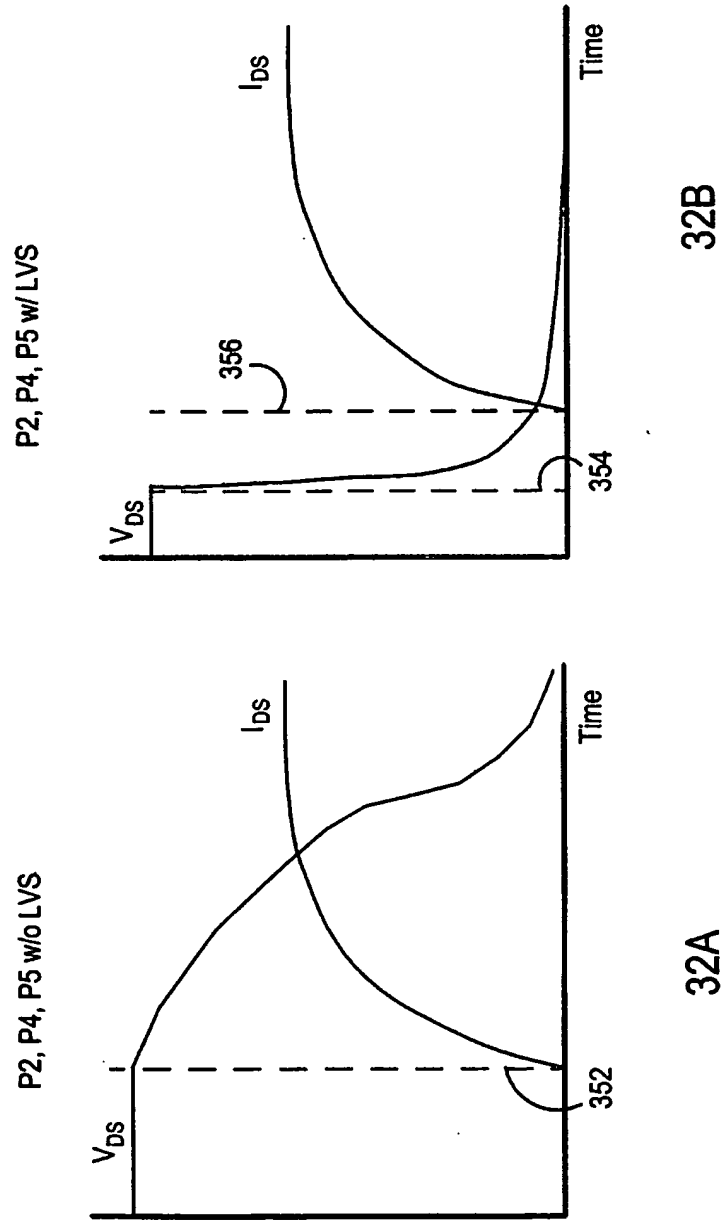 P2, P4, P5 w/o LVS
VDS
IDS
352
Time
32A
P2, P4, P5 w/ LVS
VDS
356
IDS
354
Time
32B